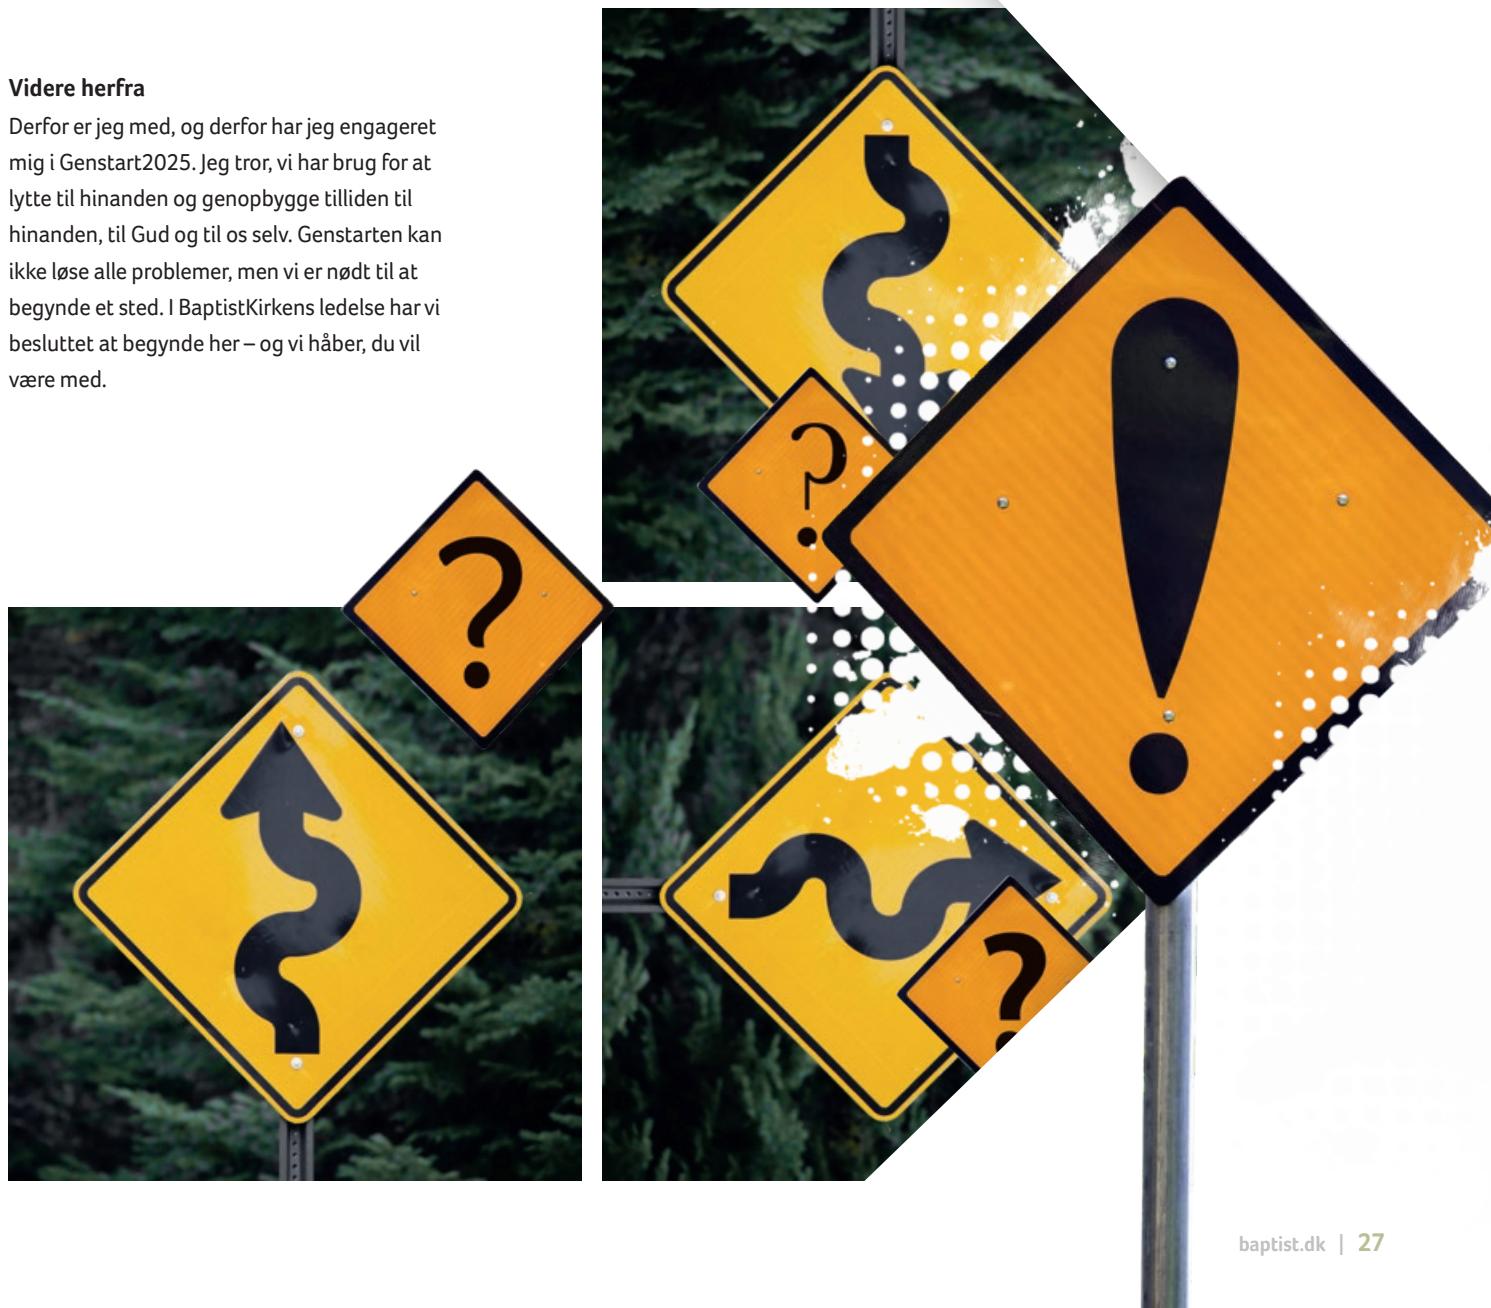 Videre herfra
Derfor er jeg med, og derfor har jeg engageret
mig i Genstart2025. Jeg tror, vi har brug for at
lytte til hinanden og genopbygge tilliden til
hinanden, til Gud og til os selv. Genstarten kan
ikke løse alle problemer, men vi er nødt til at
begynde et sted. I BaptistKirkens ledelse har vi
besluttet at begynde her – og vi håber, du vil
være med.
?
?
!
?
baptist.dk | 27